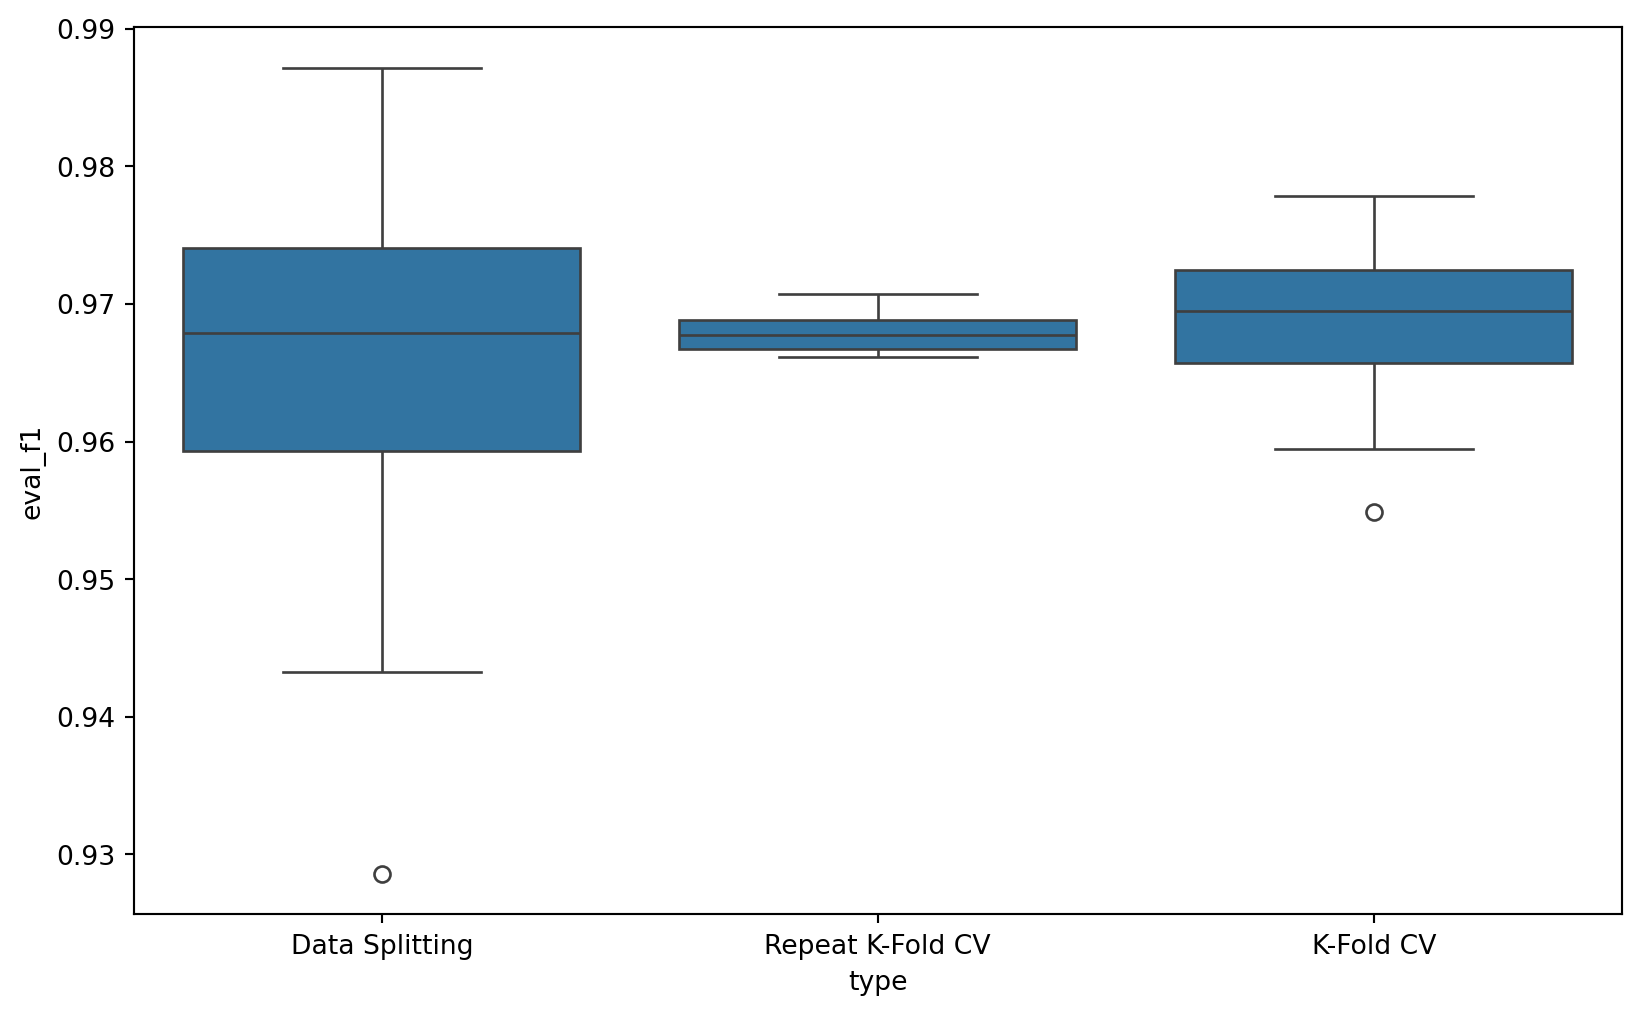 0.99
0.98
0.97
0.96
0.95
0.94
0.93
eval_f1
Data Splitting
Repeat K-Fold CV
K-Fold CV
type